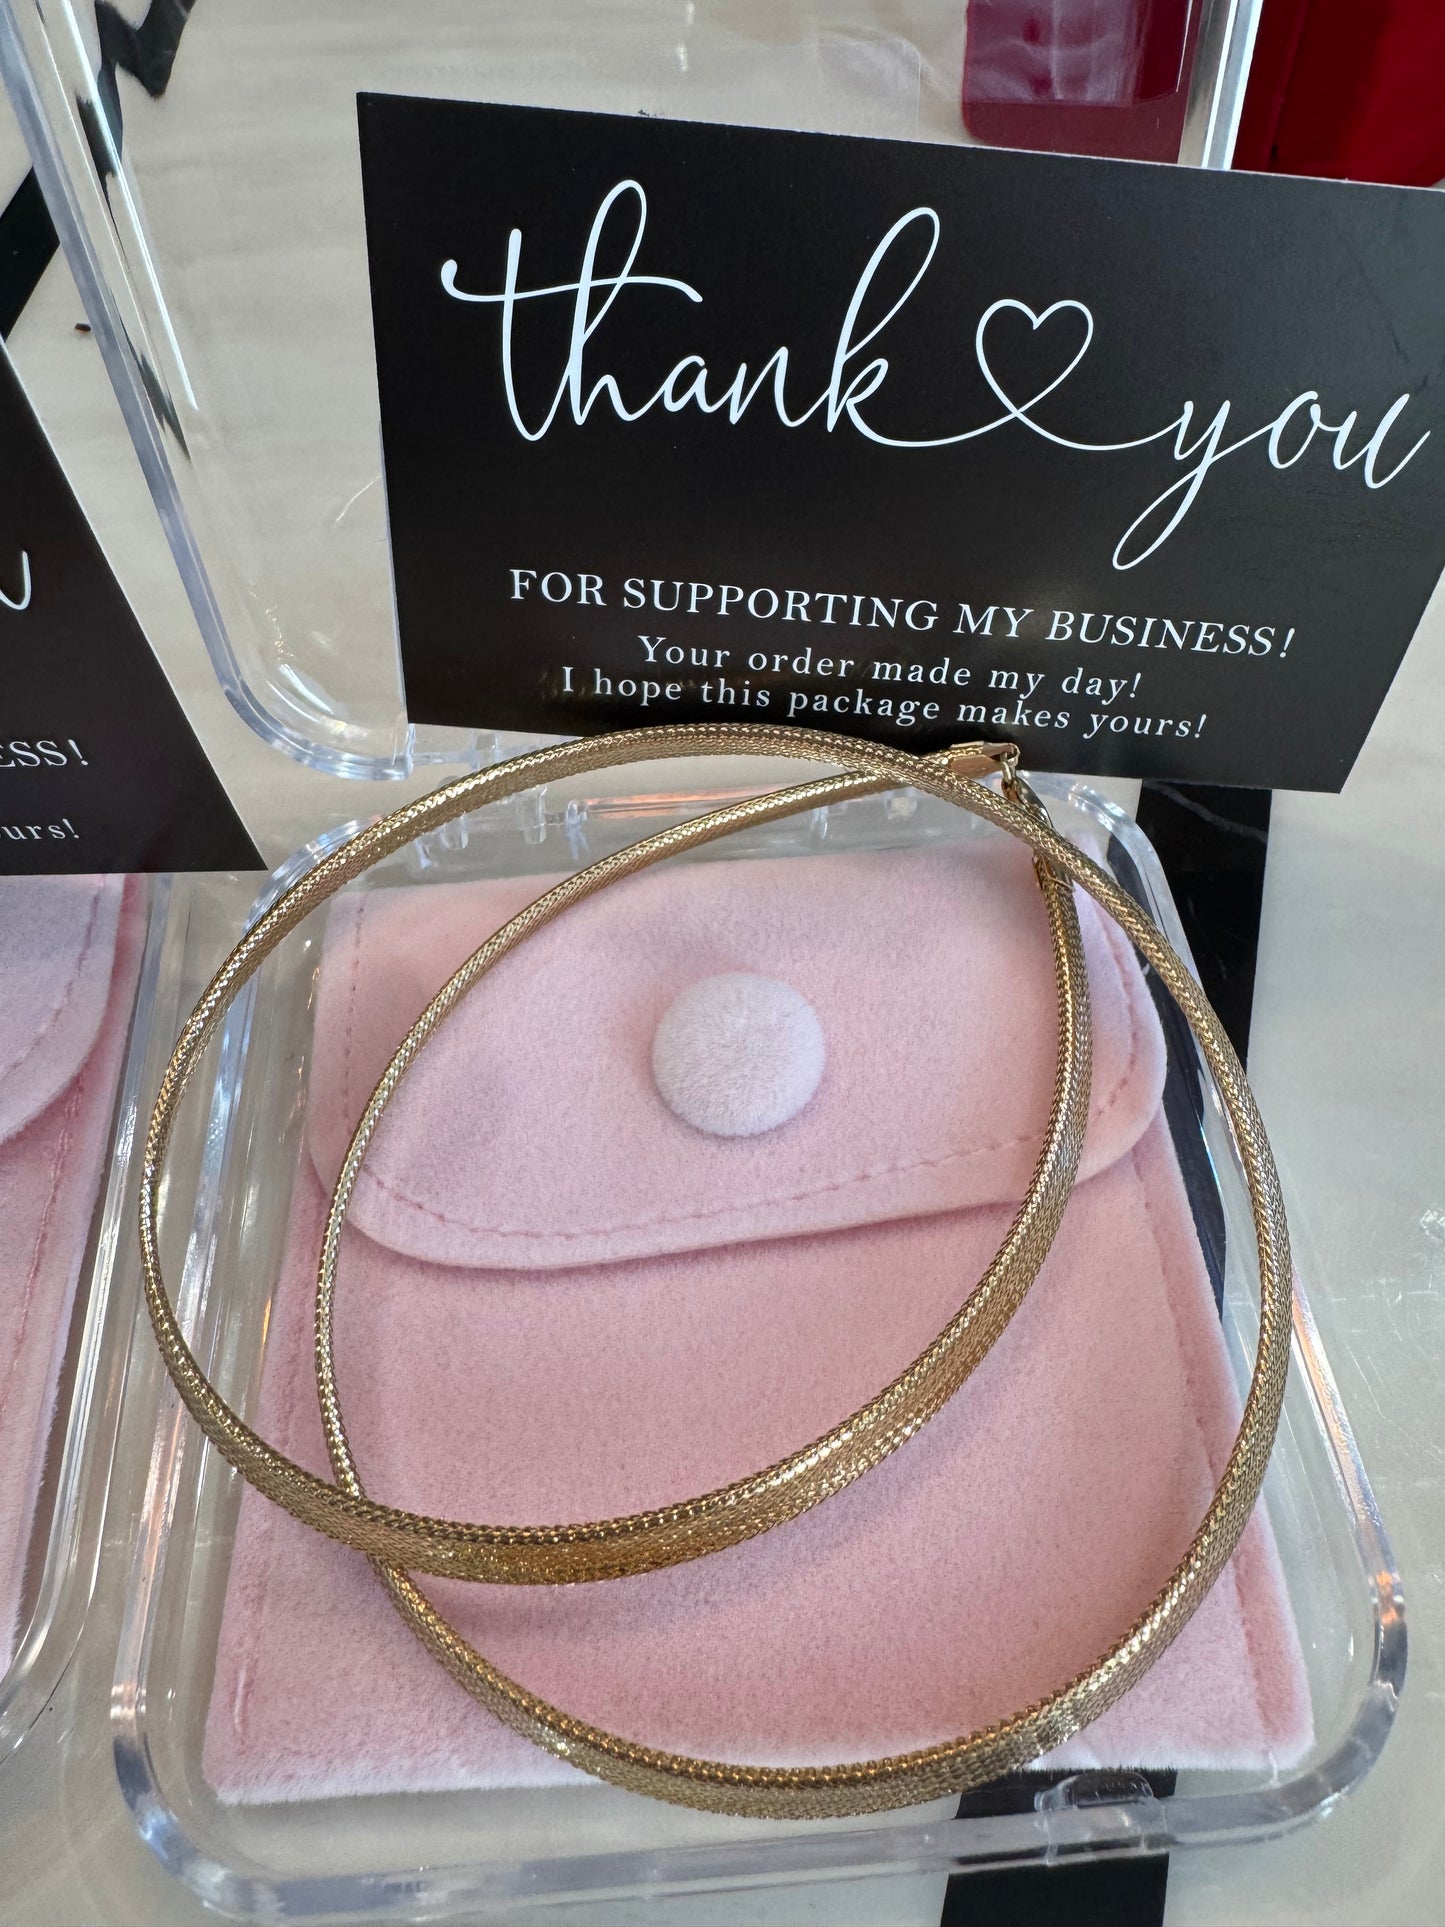 thank you
FOR SUPPORTING MY BUSINESS!
Your order made my day!
I hope this package makes yours!